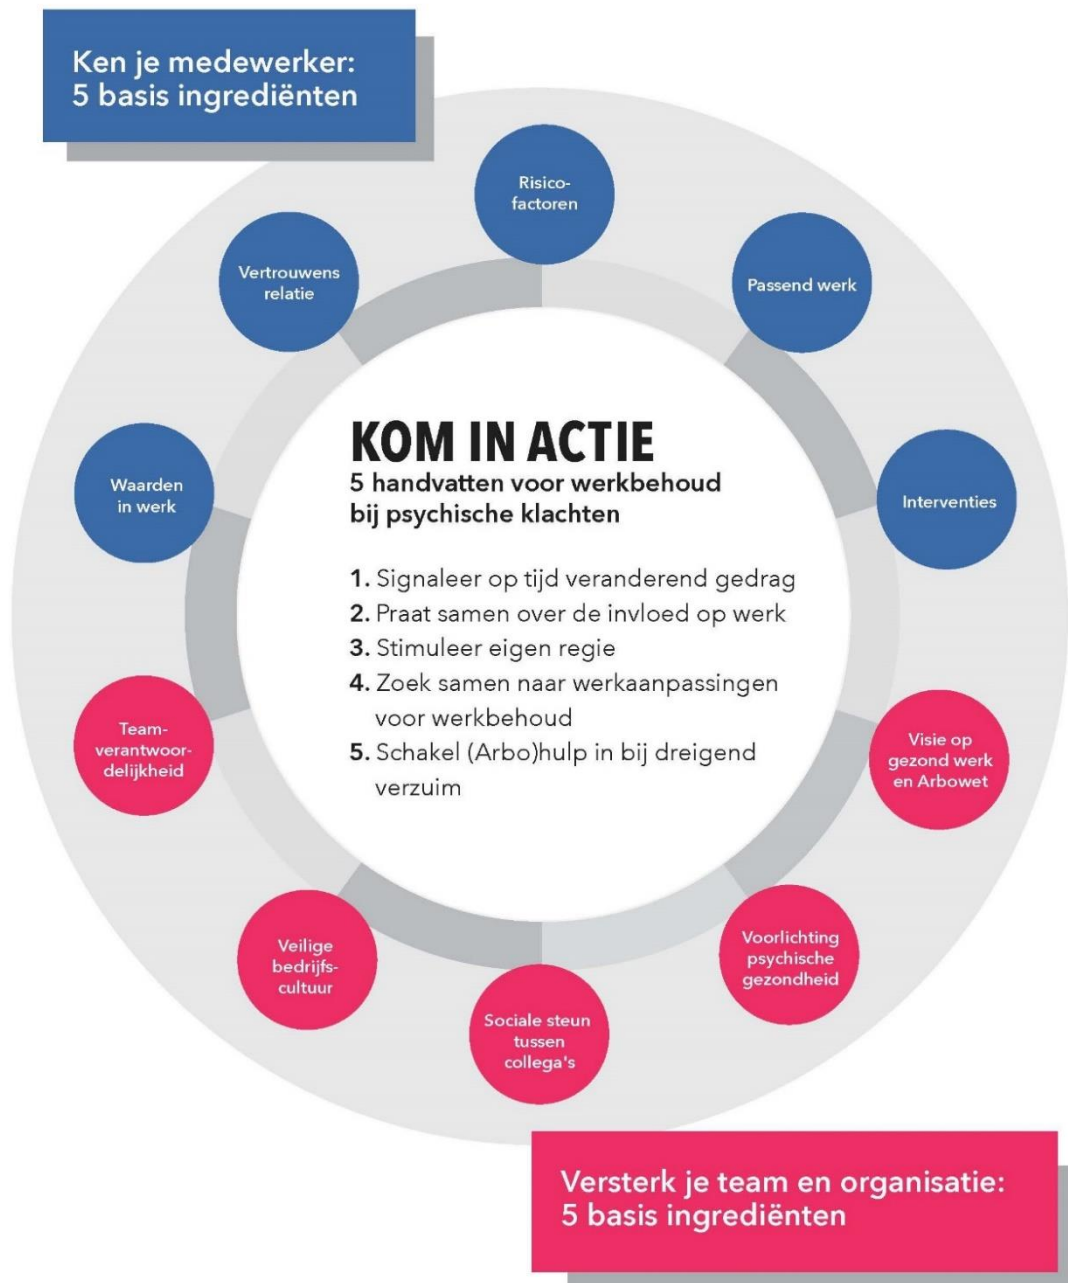 Ken je medewerker:
5 basis ingrediënten
Risico-
factoren
Vertrouwens
relatie
Passend werk
Waarden
in werk
Interventies
KOM IN ACTIE
5 handvatten voor werkbehoud
bij psychische klachten
1. Signaleer op tijd veranderend gedrag
2. Praat samen over de invloed op werk
3. Stimuleer eigen regie
4. Zoek samen naar werkaanpassingen
voor werkbehoud
5. Schakel (Arbo)hulp in bij dreigend
verzuim
Team-
verantwoor-
delijkheid
Visie op
gezond werk
en Arbowet
Veilige
bedrijfs-
cultuur
Voorlichting
psychische
gezondheid
Sociale steun
tussen
collega's
Versterk je team en organisatie:
5 basis ingrediënten